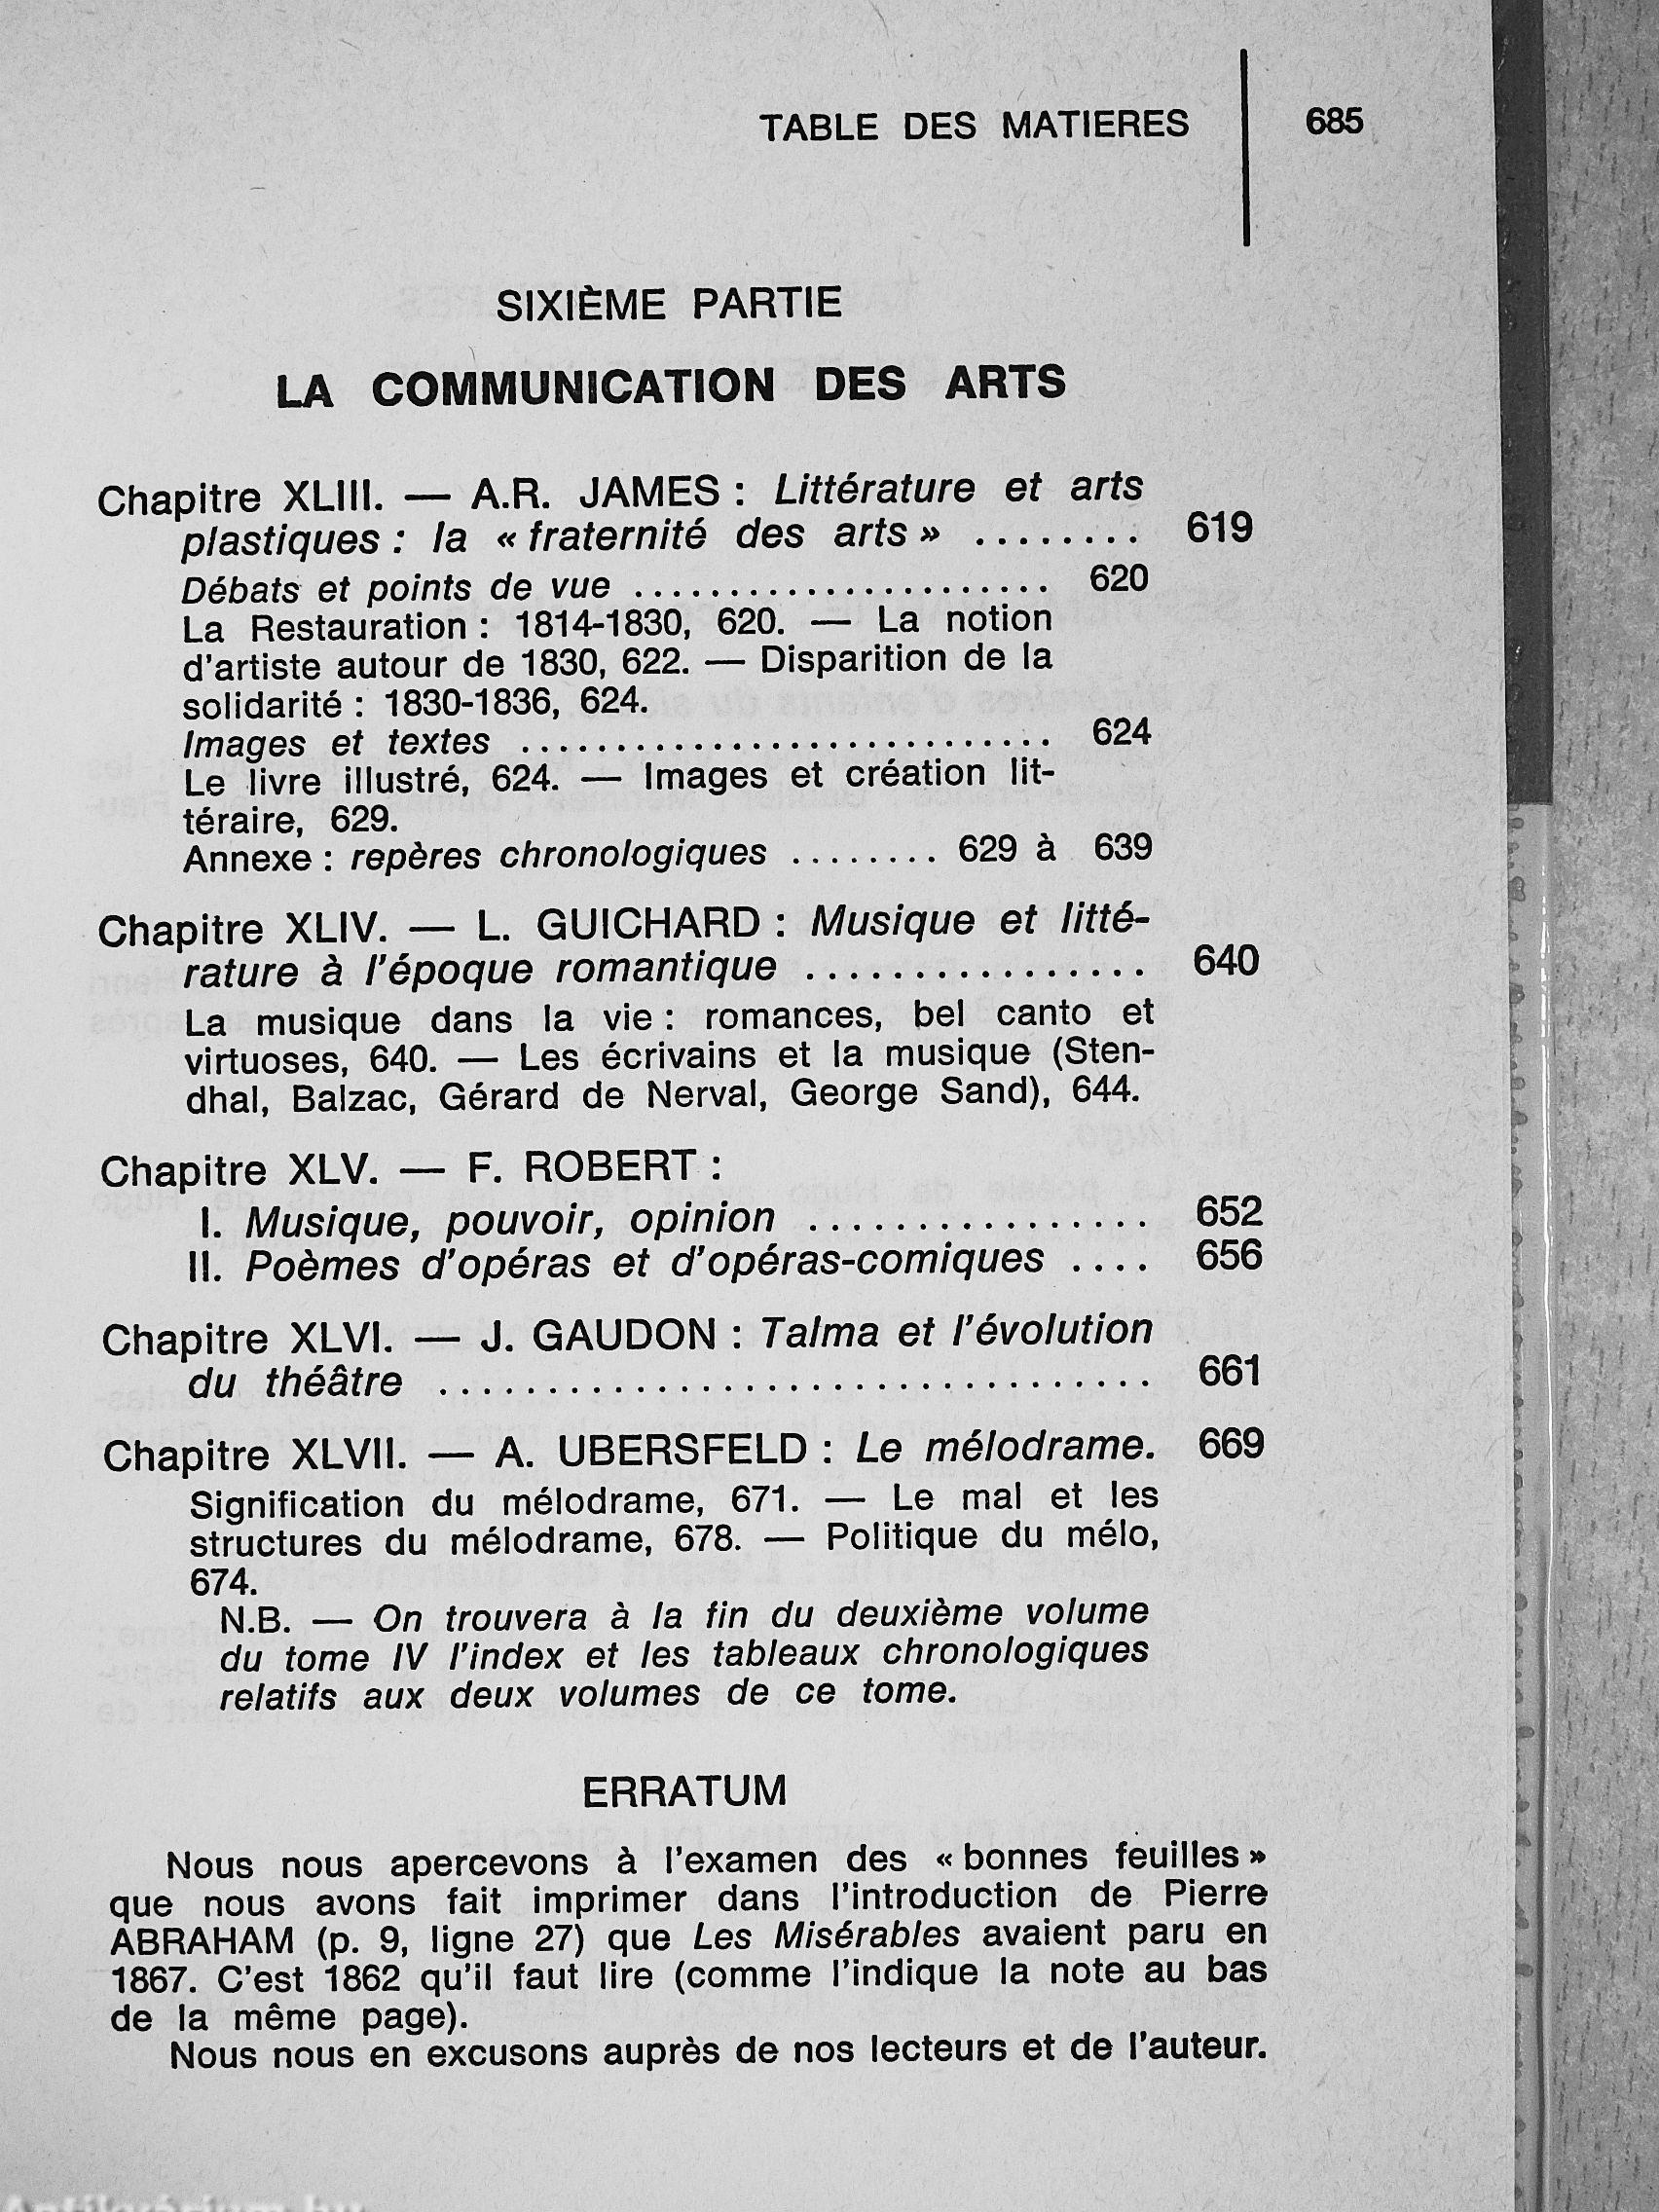 TABLE DES MATIERES 685
SIXIÈME PARTIE
LA COMMUNICATION DES ARTS
Chapitre XLIII. — A.R. JAMES : Littérature et arts
plastiques : la « fraternité des arts » ........ 619
Débats et points de vue ...................... 620
La Restauration : 1814-1830, 620. — La notion
d'artiste autour de 1830, 622. — Disparition de la
solidarité : 1830-1836, 624.
Images et textes ............................ 624
Le livre illustré, 624. — Images et création lit-
téraire, 629.
Annexe : repères chronologiques ........ 629 à 639
Chapitre XLIV. — L. GUICHARD : Musique et litté-
rature à l'époque romantique ................ 640
La musique dans la vie : romances, bel canto et
virtuoses, 640. — Les écrivains et la musique (Sten-
dhal, Balzac, Gérard de Nerval, George Sand), 644.
Chapitre XLV. — F. ROBERT :
I. Musique, pouvoir, opinion ................ 652
II. Poèmes d'opéras et d'opéras-comiques .... 656
Chapitre XLVI. — J. GAUDON : Talma et l'évolution
du théâtre .................................. 661
Chapitre XLVII. — A. UBERSFELD : Le mélodrame. 669
Signification du mélodrame, 671. — Le mal et les
structures du mélodrame, 678. — Politique du mélo,
674.
N.B. — On trouvera à la fin du deuxième volume
du tome IV l'index et les tableaux chronologiques
relatifs aux deux volumes de ce tome.
ERRATUM
Nous nous apercevons à l'examen des « bonnes feuilles »
que nous avons fait imprimer dans l'introduction de Pierre
ABRAHAM (p. 9, ligne 27) que Les Misérables avaient paru en
1867. C'est 1862 qu'il faut lire (comme l'indique la note au bas
de la même page).
Nous nous en excusons auprès de nos lecteurs et de l'auteur.